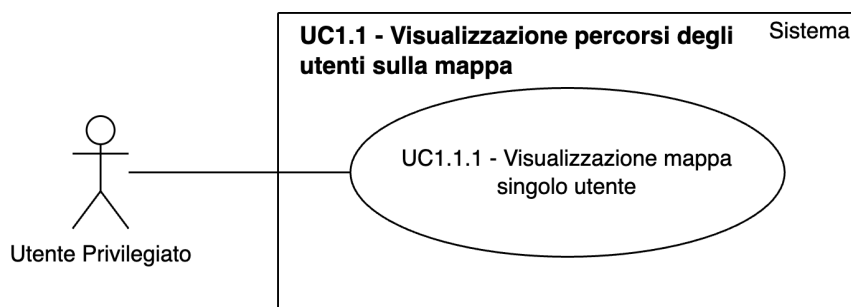 UC1.1 - Visualizzazione percorsi degli
utenti sulla mappa
Sistema
UC1.1.1 - Visualizzazione mappa
singolo utente
Utente Privilegiato